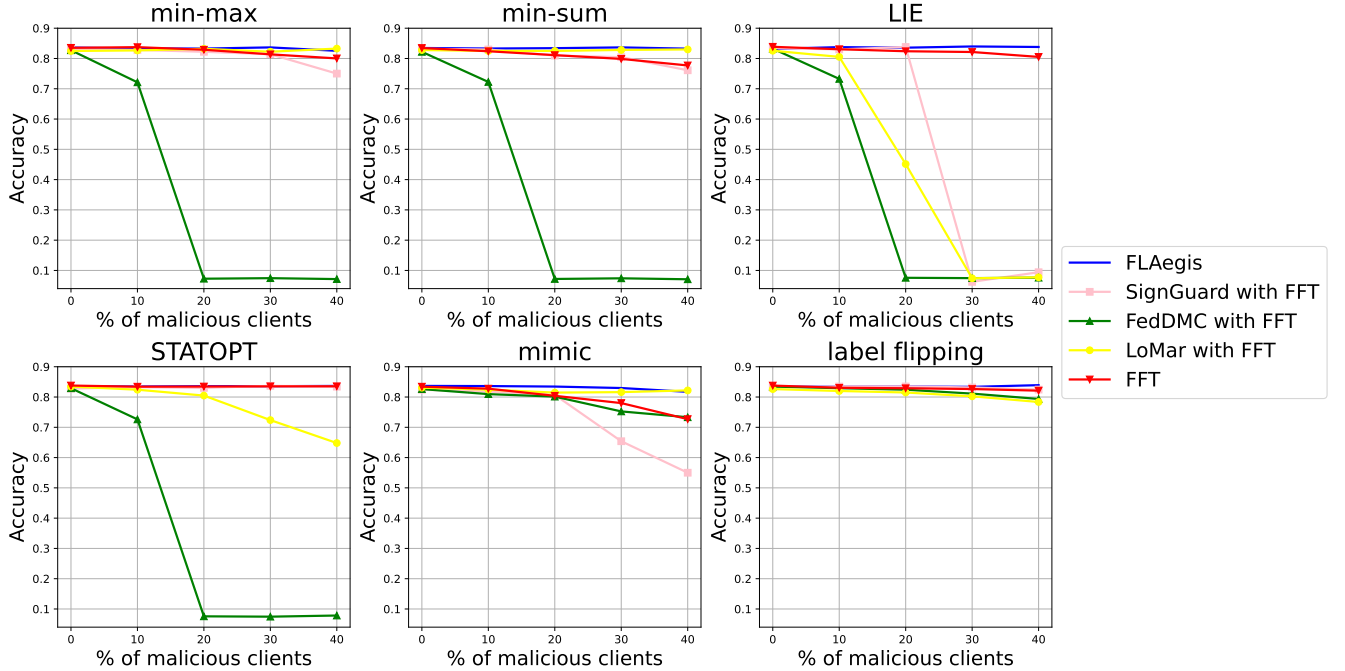 min-max
min-sum
LIE
0.9
0.8
0.7
0.6
0.5
0.4
0.3
0.2
0.1
Accuracy
0 10 20 30 40
% of malicious clients
0.9
0.8
0.7
0.6
0.5
0.4
0.3
0.2
0.1
Accuracy
0 10 20 30 40
% of malicious clients
0.9
0.8
0.7
0.6
0.5
0.4
0.3
0.2
0.1
Accuracy
0 10 20 30 40
% of malicious clients
FLAegis
SignGuard with FFT
FedDMC with FFT
LoMar with FFT
FFT
STATOPT
mimic
label flipping
0.9
0.8
0.7
0.6
0.5
0.4
0.3
0.2
0.1
Accuracy
0 10 20 30 40
% of malicious clients
0.9
0.8
0.7
0.6
0.5
0.4
0.3
0.2
0.1
Accuracy
0 10 20 30 40
% of malicious clients
0.9
0.8
0.7
0.6
0.5
0.4
0.3
0.2
0.1
Accuracy
0 10 20 30 40
% of malicious clients